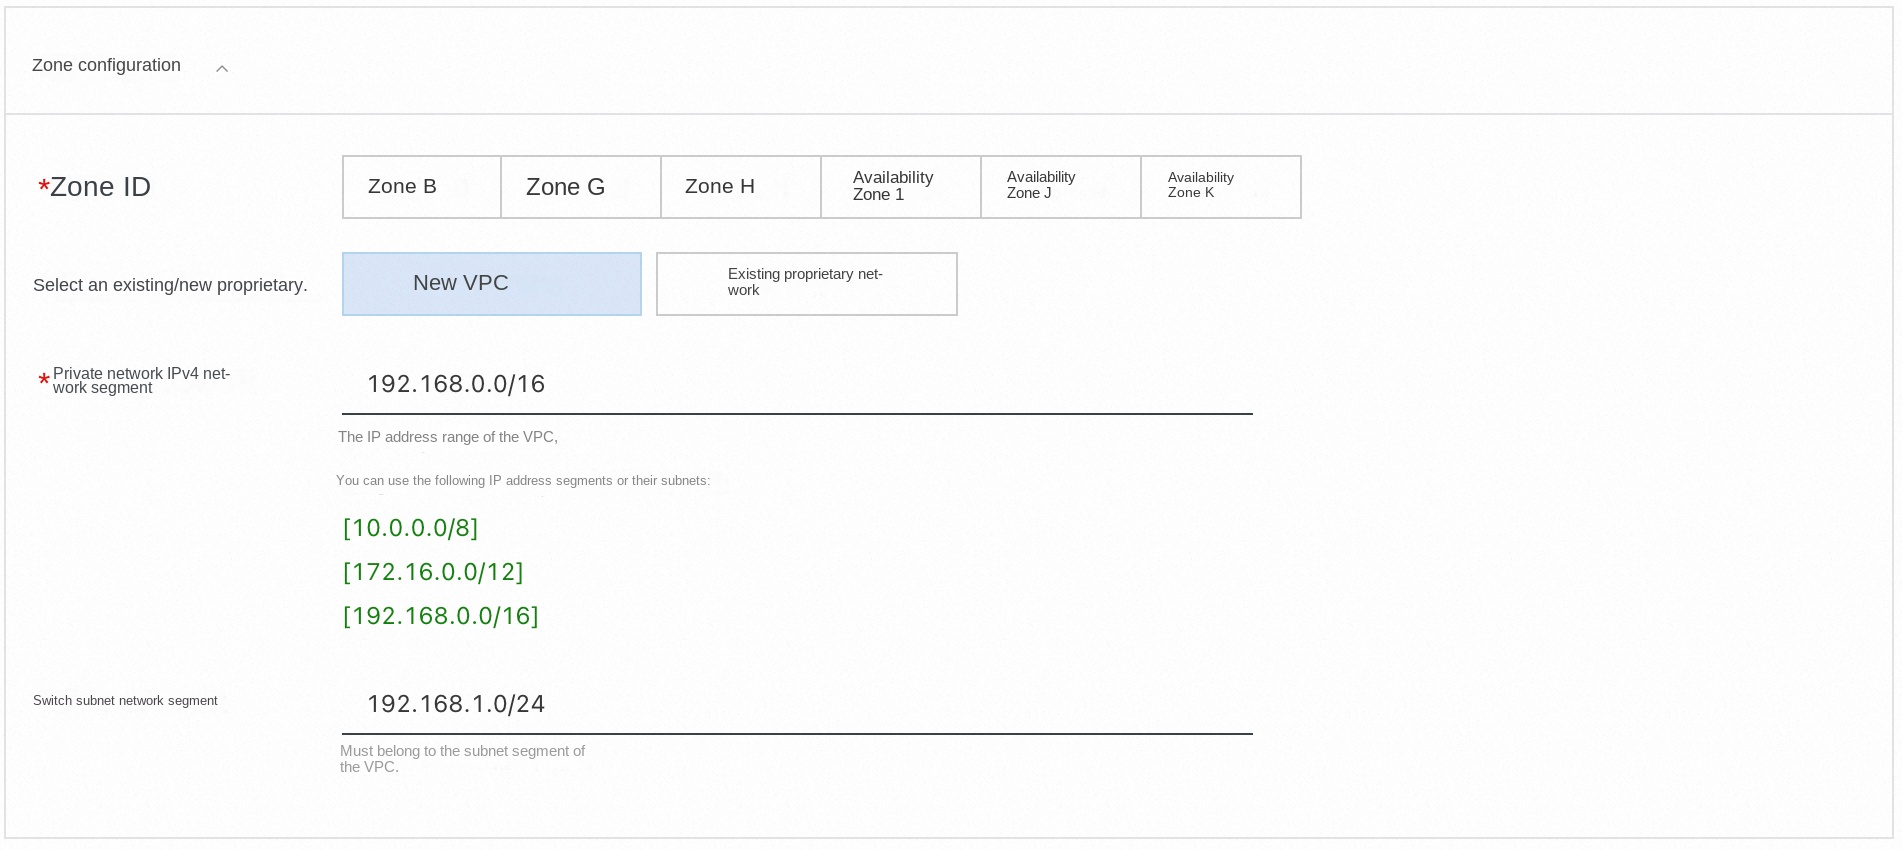 Zone configuration
*Zone ID
Zone B
Zone G
Zone H
Availability
Zone 1
Availability
Zone J
Availability
Zone K
Select an existing/new proprietary.
New VPC
Existing proprietary net-
work
* Private network IPv4 net-
work segment
192.168.0.0/16
The IP address range of the VPC,
You can use the following IP address segments or their subnets:
[10.0.0.0/8]
[172.16.0.0/12]
[192.168.0.0/16]
Switch subnet network segment
192.168.1.0/24
Must belong to the subnet segment of
the VPC.